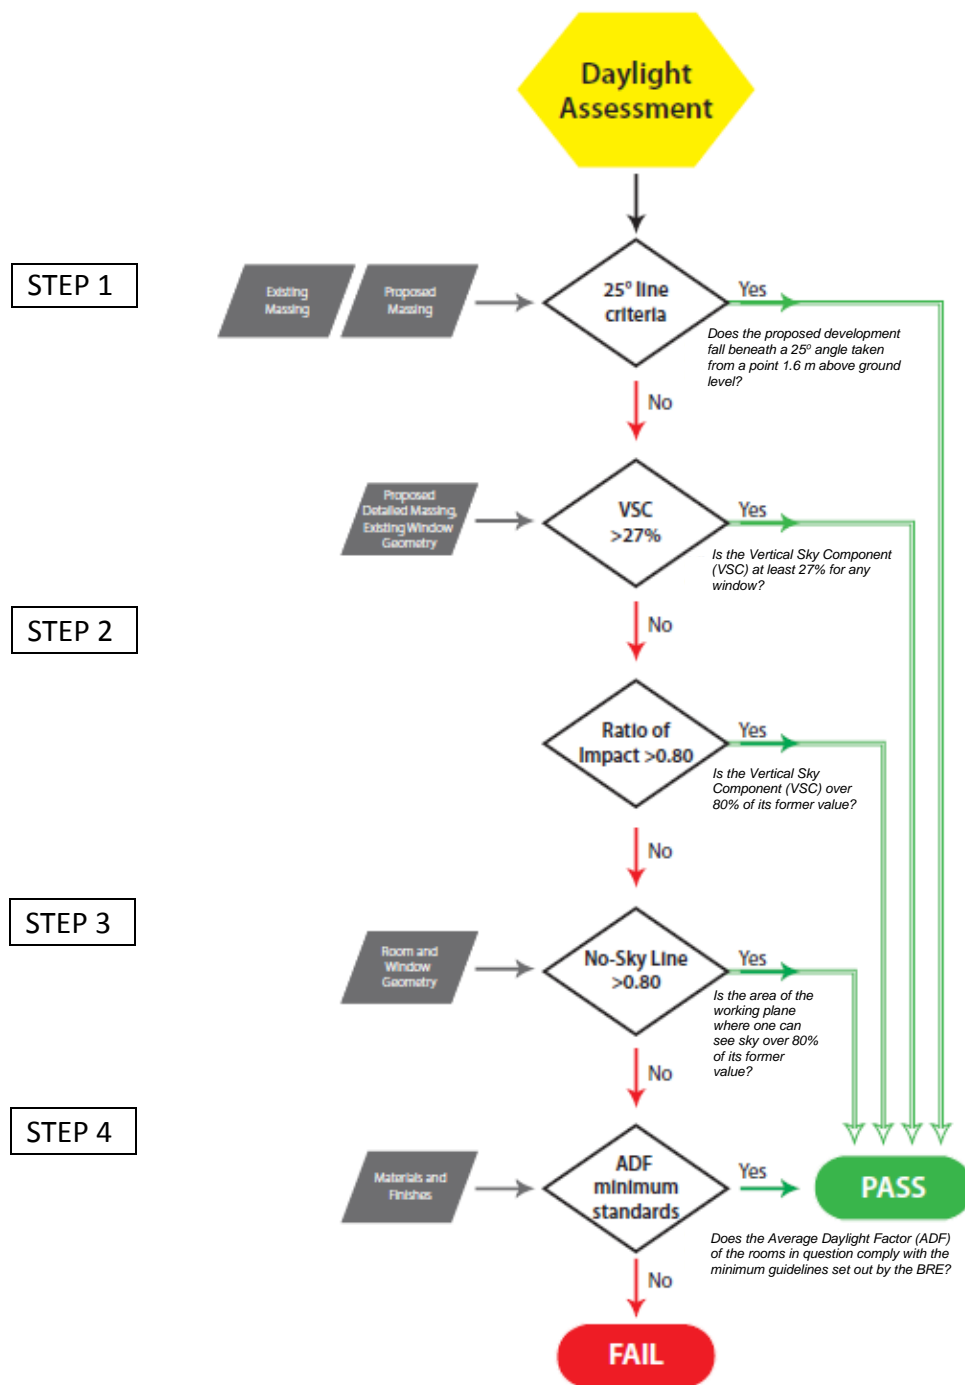 Daylight
Assessment
STEP 1
Existing
Massing
Proposed
Massing
25° line
criteria
Yes
Does the proposed development
fall beneath a 25° angle taken
from a point 1.6 m above ground
level?
No
Proposed
Detailed Massing,
Existing Window
Geometry
VSC
>27%
Yes
Is the Vertical Sky Component
(VSC) at least 27% for any
window?
STEP 2
No
Ratio of
Impact >0.80
Yes
Is the Vertical Sky
Component (VSC) over
80% of its former value?
No
STEP 3
Room and
Window
Geometry
No-Sky Line
>0.80
Yes
Is the area of the
working plane
where one can
see sky over 80%
of its former
value?
No
STEP 4
Materials and
Finishes
ADF
minimum
standards
Yes
PASS
Does the Average Daylight Factor (ADF)
of the rooms in question comply with the
minimum guidelines set out by the BRE?
No
FAIL